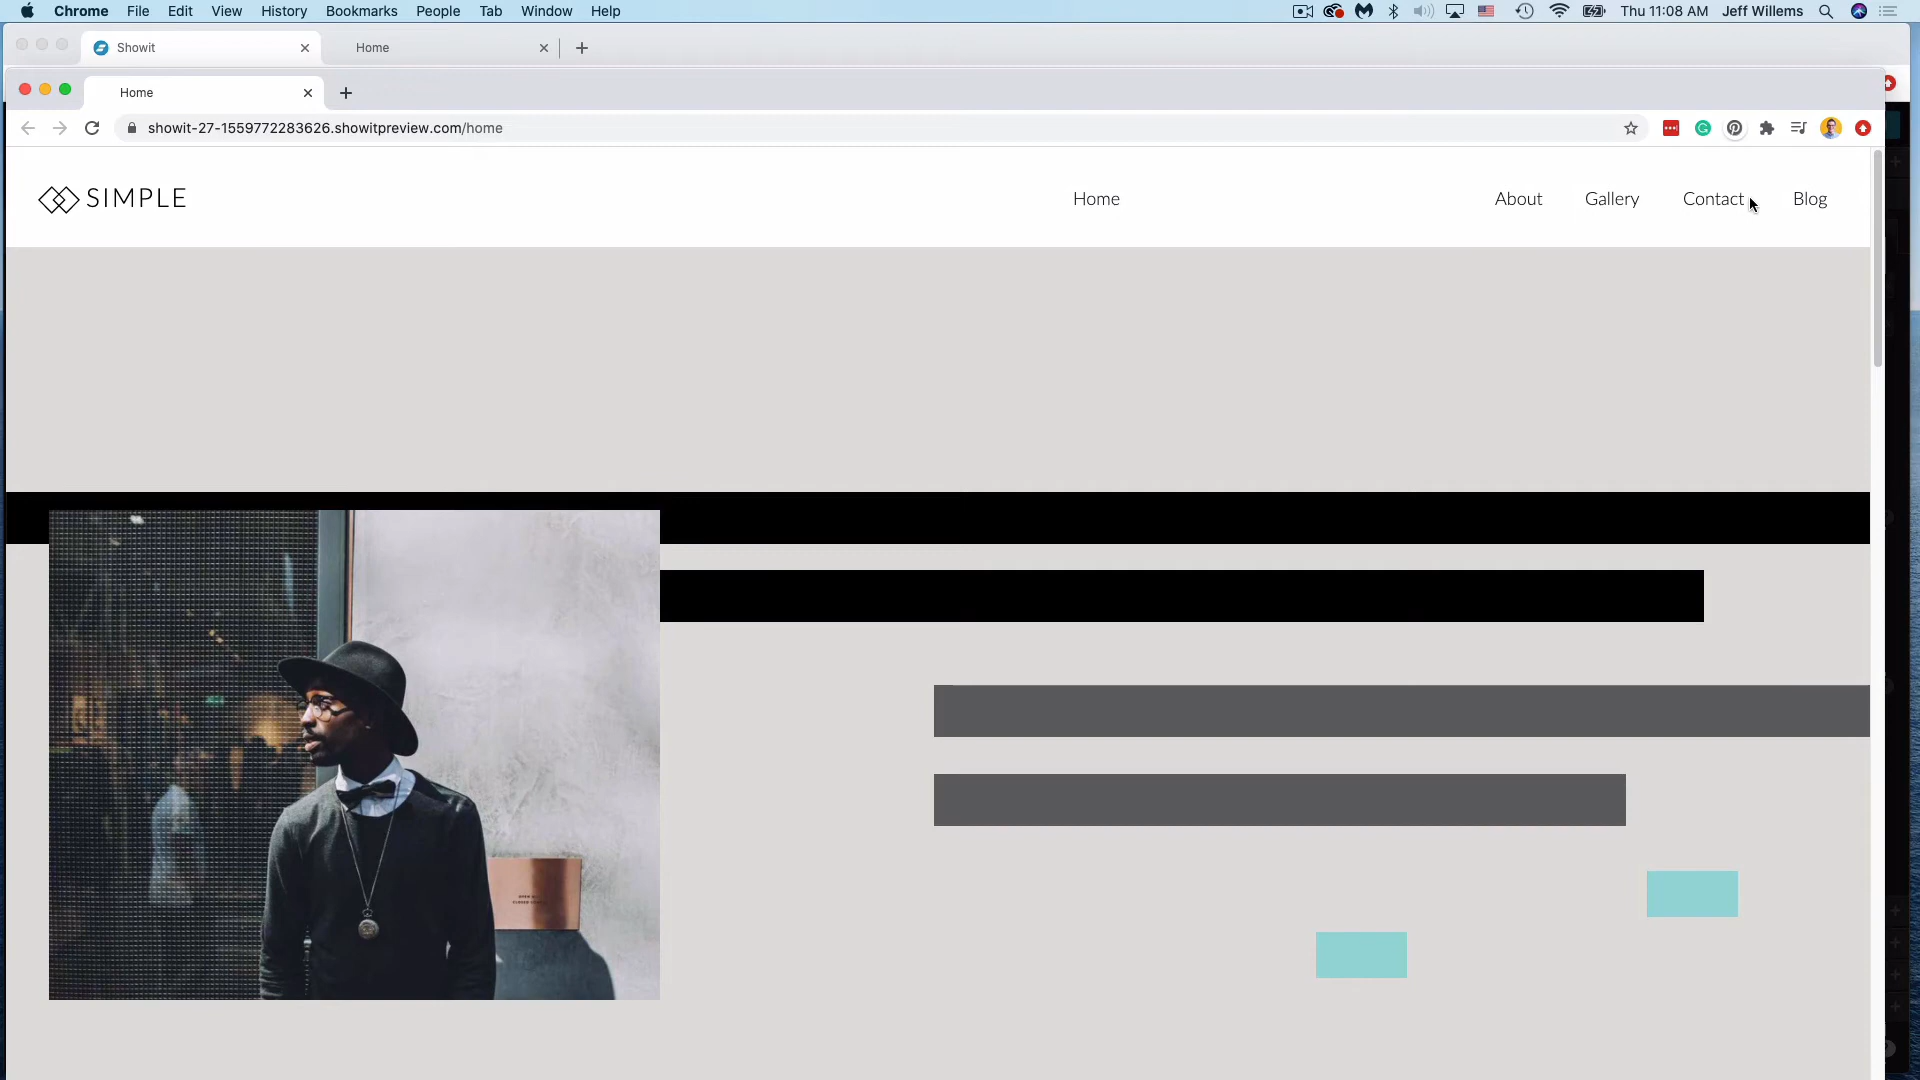 Chrome File Edit View History Bookmarks People Tab Window Help Thu 11:08 AM Jeff Willems
Showit Home
Home
showit-27-1559772283626.showitpreview.com/home
SIMPLE Home About Gallery Contact Blog